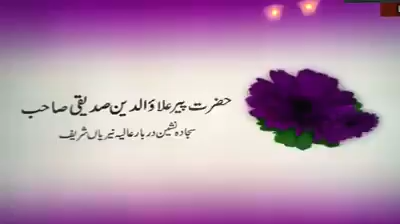 حضرت پیر علاؤالدین صدیقی صاحب
سجادہ نشین دربار عالیہ نیریاں شریف